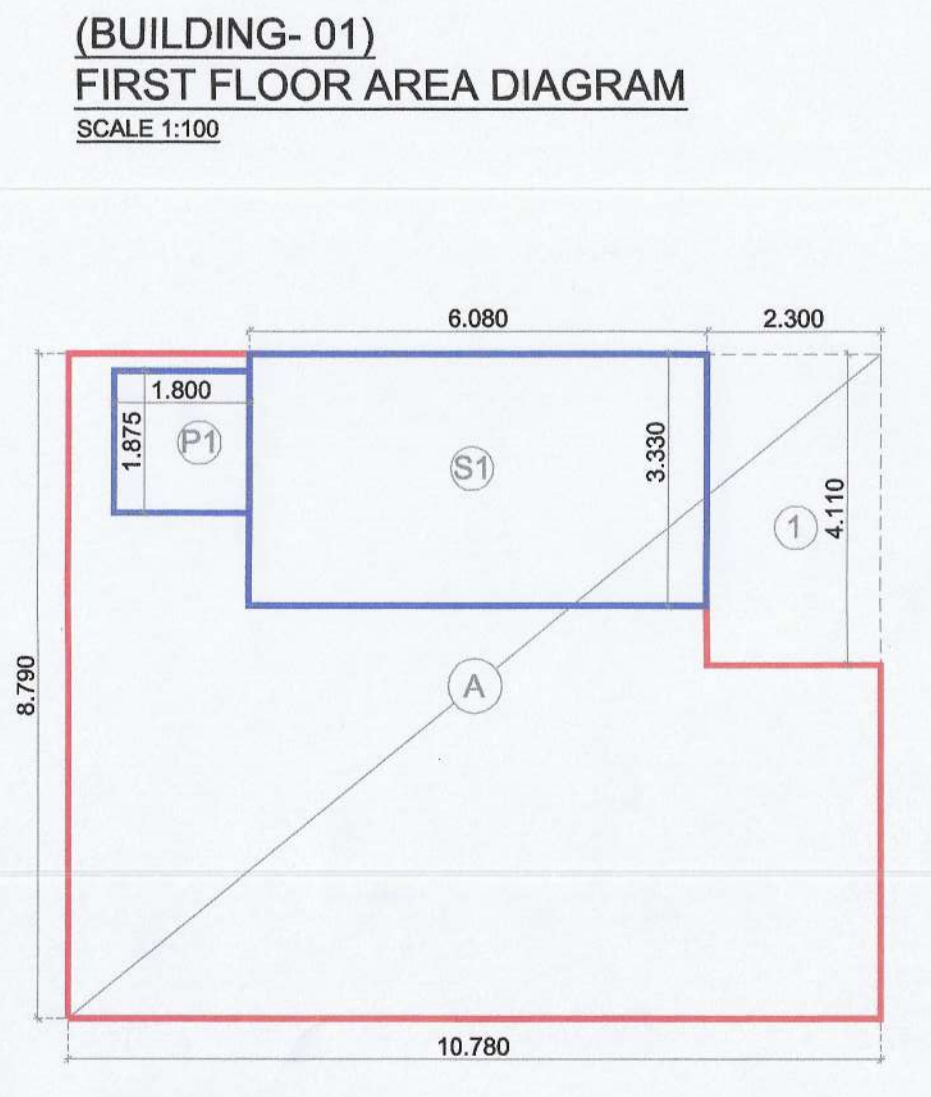 (BUILDING- 01)
FIRST FLOOR AREA DIAGRAM
SCALE 1:100
6.080
2.300
1.800
1.875
P1
S1
3.330
4.110
1
A
8.790
10.780